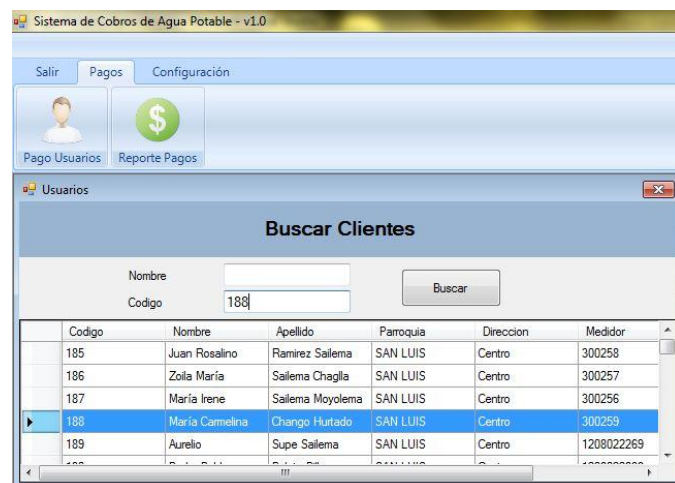 Sistema de Cobros de Agua Potable - v1.0
Salir Pagos Configuración
Pago Usuarios Reporte Pagos
Usuarios
Buscar Clientes
Nombre
Buscar
Codigo 188
Codigo Nombre Apellido Parroquia Direccion Medidor
185 Juan Rosalino Ramirez Sailema SAN LUIS Centro 300258
186 Zoila María Sailema Chaglla SAN LUIS Centro 300257
187 María Irene Sailema Moyolema SAN LUIS Centro 300256
188 María Carmelina Chango Hurtado SAN LUIS Centro 300259
189 Aurelio Supe Sailema SAN LUIS Centro 1208022269